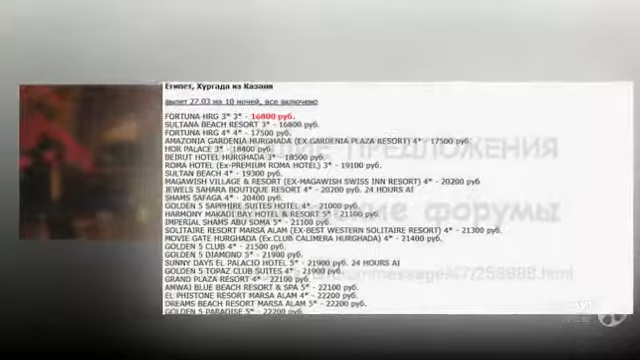 Египет, Хургада из Казани
вылет 27.03 на 10 ночей, все включено
FORTUNA HRG 3* 3* - 16800 руб.
SULTANA BEACH RESORT 3* - 16800 руб.
FORTUNA HRG 4* 4* - 17500 руб.
AMAZONIA GARDENIA HURGHADA (EX.GARDENIA PLAZA RESORT) 4* - 17500 руб.
HOR PALACE 3* - 18400 руб.
BEIRUT HOTEL HURGHADA 3* - 18500 руб.
ROMA HOTEL (Ex-PREMIUM ROMA HOTEL) 3* - 19100 руб.
SULTAN BEACH 4* - 19300 руб.
MAGAWISH VILLAGE & RESORT (EX-MAGAWISH SWISS INN RESORT) 4* - 20200 руб.
JEWELS SAHARA BOUTIQUE RESORT 4* - 20200 руб. 24 HOURS AI
SHAMS SAFAGA 4* - 20400 руб.
GOLDEN 5 SAPPHIRE SUITES HOTEL 4* - 21000 руб.
HARMONY MAKADI BAY HOTEL & RESORT 5* - 21100 руб.
IMPERIAL SHAMS ABU SOMA 5* - 21100 руб.
SOLITAIRE RESORT MARSA ALAM (EX-BEST WESTERN SOLITAIRE RESORT) 4* - 21300 руб.
MOVIE GATE HURGHADA (Ex.CLUB CALIMERA HURGHADA) 4* - 21400 руб.
GOLDEN 5 CLUB 4* - 21500 руб.
GOLDEN 5 DIAMOND 5* - 21900 руб.
SUNNY DAYS EL PALACIO HOTEL 5* - 21900 руб. 24 HOURS AI
GOLDEN 5 TOPAZ CLUB SUITES 4* - 21900 руб.
GRAND PLAZA RESORT 4* - 22100 руб.
AMWAJ BLUE BEACH RESORT & SPA 5* - 22100 руб.
EL PHISTONE RESORT MARSA ALAM 4* - 22200 руб.
DREAMS BEACH RESORT MARSA ALAM 5* - 22200 руб.
GOLDEN 5 PARADISE 5* - 22200 руб.
ПРЕДЛОЖЕНИЯ
форумы
message/47/258888.html